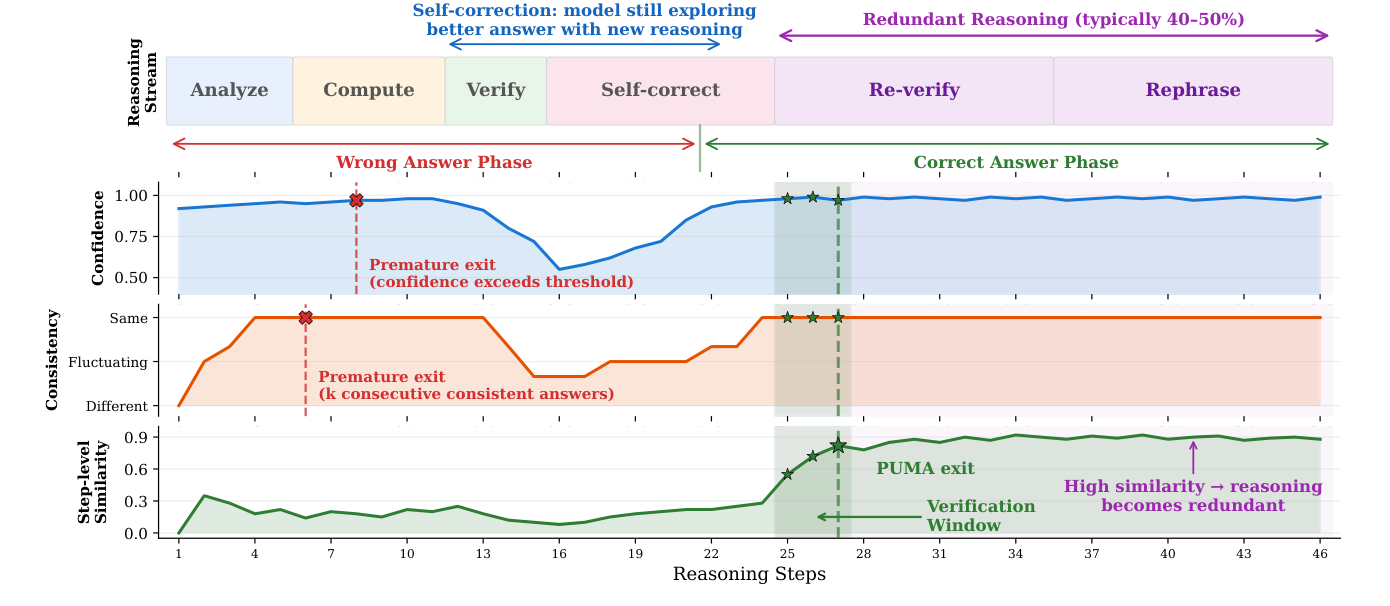 Self-correction: model still exploring
better answer with new reasoning
Redundant Reasoning (typically 40–50%)
Reasoning
Stream
Analyze
Compute
Verify
Self-correct
Re-verify
Rephrase
Wrong Answer Phase
Correct Answer Phase
Confidence
1.00
0.75
0.50
Premature exit
(confidence exceeds threshold)
Consistency
Same
Fluctuating
Different
Premature exit
(k consecutive consistent answers)
Step-level
Similarity
0.9
0.6
0.3
0.0
PUMA exit
Verification
Window
High similarity → reasoning
becomes redundant
1 4 7 10 13 16 19 22 25 28 31 34 37 40 43 46
Reasoning Steps